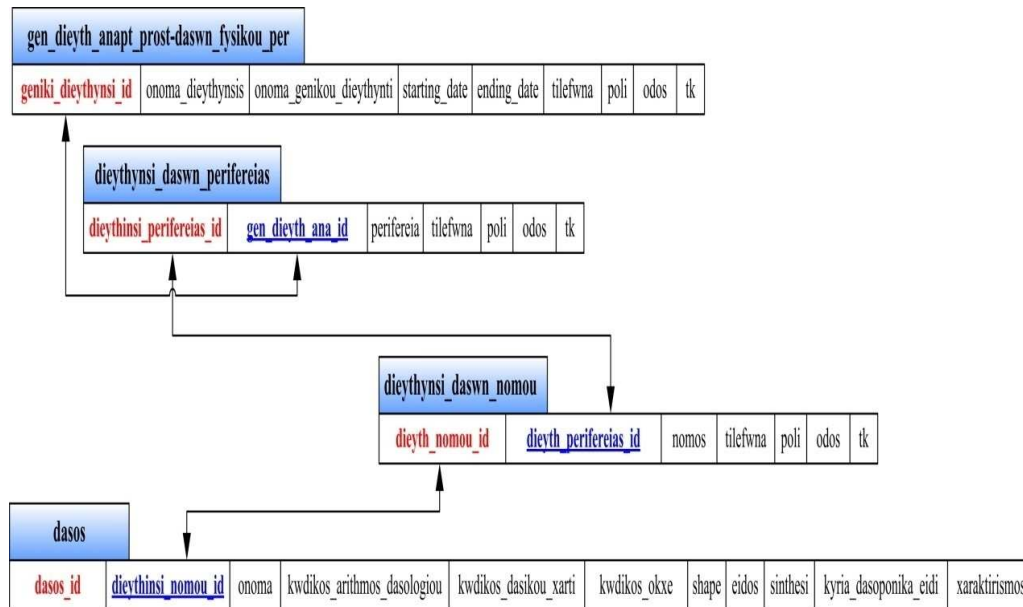 gen_dieyth_anapt_prost-daswn_fysikou_per
geniki_dieythynsi_id onoma_dieythynsis onoma_genikou_dieythynti starting_date ending_date tilefwna poli odos tk
dieythynsi_daswn_perifereias
dieythinsi_perifereias_id gen_dieyth_ana_id perifereia tilefwna poli odos tk
dieythynsi_daswn_nomou
dieyth_nomou_id dieyth_perifereias_id nomos tilefwna poli odos tk
dasos
dasos_id dieythinsi_nomou_id onoma kwdikos_arithmos_dasologiou kwdikos_dasikou_xarti kwdikos_okxe shape eidos sinthesi kyria_dasoponika_eidi xaraktirismos